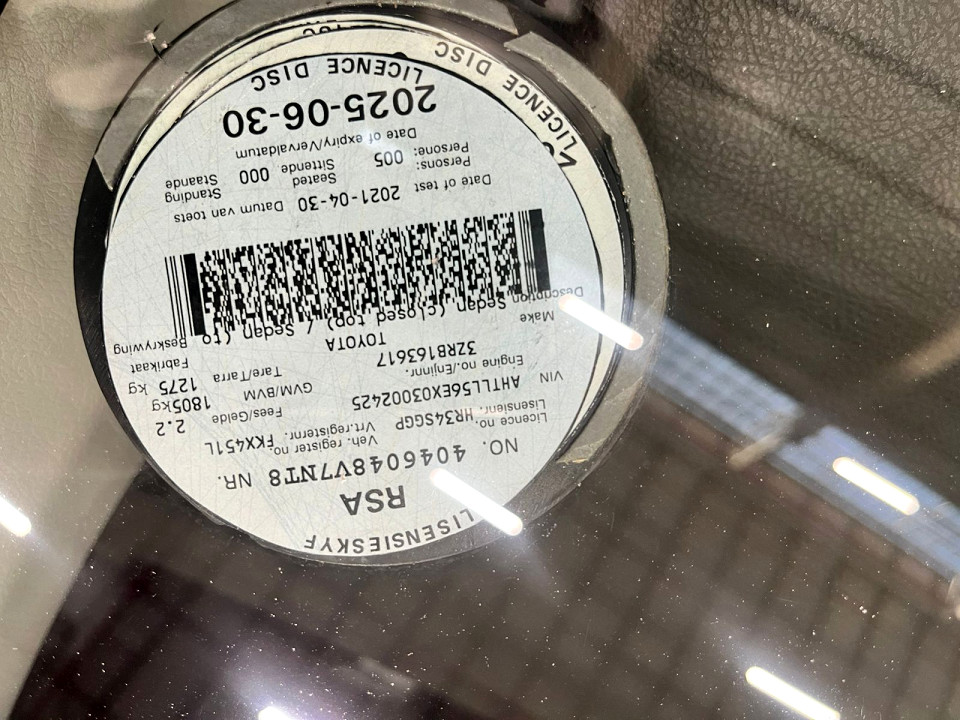 LISENSIESKYF
RSA
NO. 4046048V7NT8 NR.
Licence no. Lisensienr. HR34SGGP Veh. register no. Vrt.registernr. FKX451L
VIN AHTLL56EX03002425 Fees/Gelde 2.2
Engine no./Enjinnr. 3ZRB163617 GVM/BVM 1805kg
Make TOYOTA Tare/Tarra 1275 kg Fabrikaat
Description Sedan (closed top) / Sedan (to Beskrywing
Date of test 2021-04-30 Datum van toets
Persons: Persone: 005 Seated Sittende 000 Standing Staande
Date of expiry/Vervaldatum
2025-06-30
LICENCE DISC
LICENCE DISC